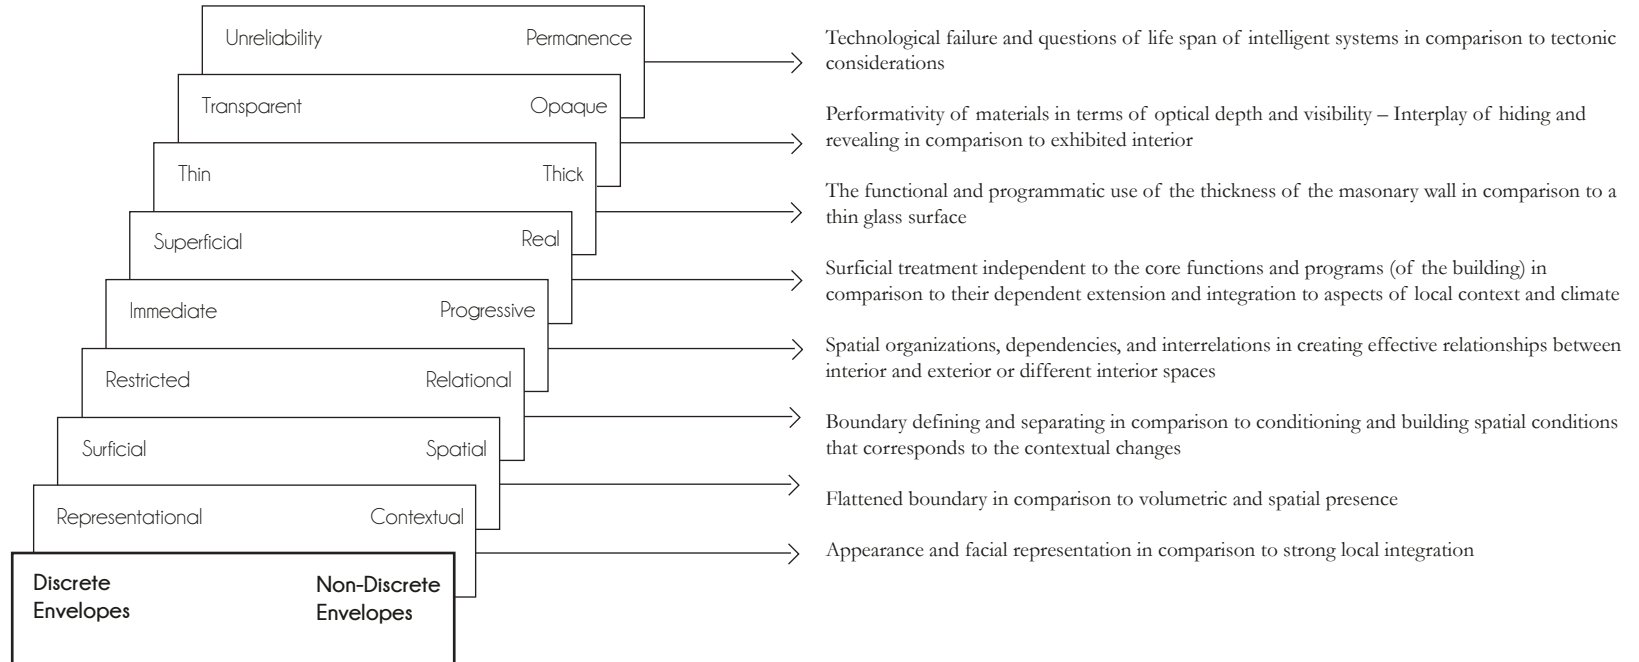 Unreliability Permanence
Technological failure and questions of life span of intelligent systems in comparison to tectonic
considerations
Transparent Opaque
Performativity of materials in terms of optical depth and visibility – Interplay of hiding and
revealing in comparison to exhibited interior
Thin Thick
The functional and programmatic use of the thickness of the masonary wall in comparison to a
thin glass surface
Superficial Real
Surficial treatment independent to the core functions and programs (of the building) in
comparison to their dependent extension and integration to aspects of local context and climate
Immediate Progressive
Spatial organizations, dependencies, and interrelations in creating effective relationships between
interior and exterior or different interior spaces
Restricted Relational
Boundary defining and separating in comparison to conditioning and building spatial conditions
that corresponds to the contextual changes
Surficial Spatial
Flattened boundary in comparison to volumetric and spatial presence
Representational Contextual
Appearance and facial representation in comparison to strong local integration
Discrete
Envelopes
Non-Discrete
Envelopes